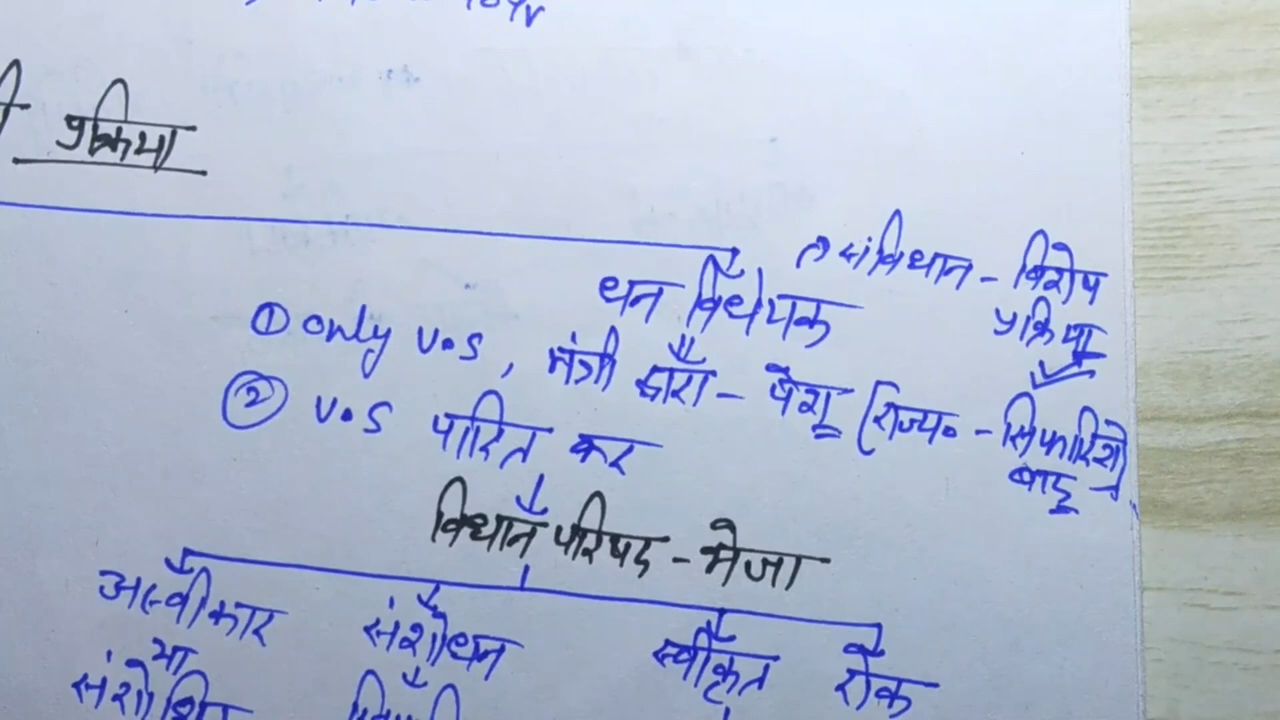 प्रक्रिया
→ संविधान - विशेष
प्रक्रिया
धन विधेयक
① only V.S, मंत्री द्वारा - पेश (राज्य० - सिफारिश
बाद)
② V.S पारित कर
विधान परिषद - भेजा
अस्वीकार संशोधन स्वीकृत रोक
या